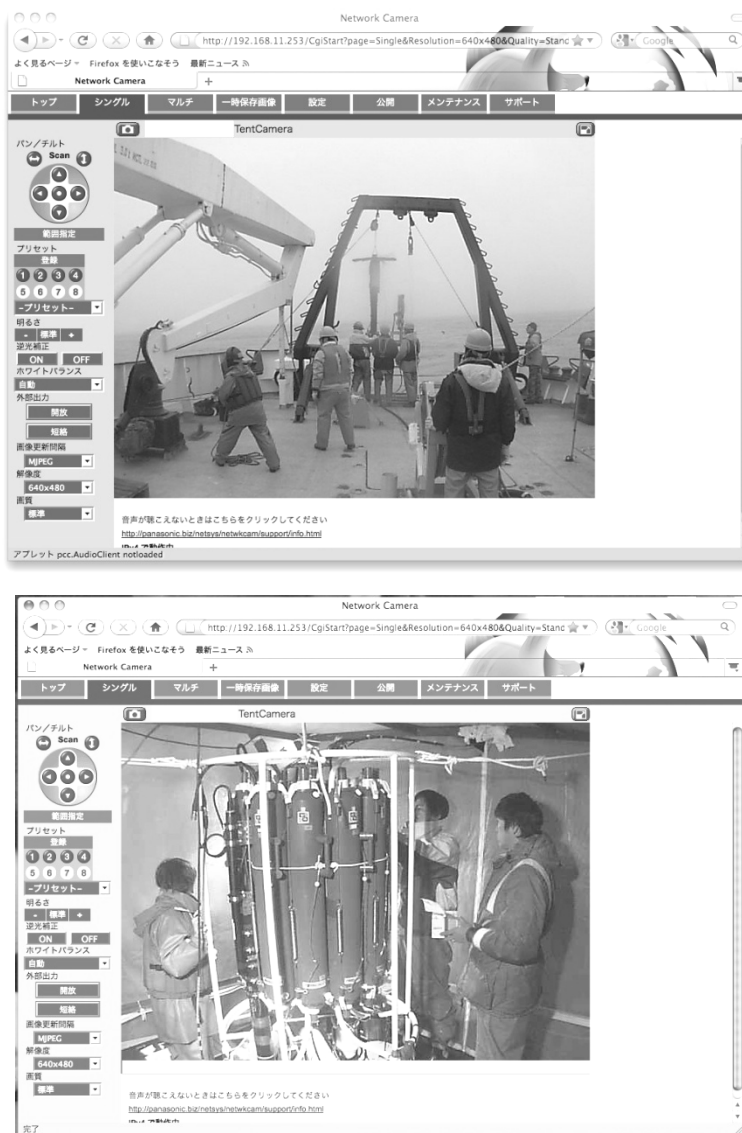 Network Camera
http://192.168.11.253/CgiStart?page=Single&Resolution=640x480&Quality=Stand
Google
よく見るページ
Firefox を使いこなそう
最新ニュース
Network Camera
+
トップ
シングル
マルチ
一時保存画像
設定
公開
メンテナンス
サポート
TentCamera
パン／チルト
Scan
範囲指定
プリセット
登録
1 2 3 4
5 6 7 8
-プリセット-
明るさ
- 標準 +
逆光補正
ON OFF
ホワイトバランス
自動
外部出力
開放
短絡
画像更新間隔
MJPEG
解像度
640x480
画質
標準
音声が聴こえないときはこちらをクリックしてください
http://panasonic.biz/netsys/netwkcam/support/info.html
IPv4 で動作中
アプレット pcc.AudioClient notloaded
Network Camera
http://192.168.11.253/CgiStart?page=Single&Resolution=640x480&Quality=Stand
Google
よく見るページ
Firefox を使いこなそう
最新ニュース
Network Camera
+
トップ
シングル
マルチ
一時保存画像
設定
公開
メンテナンス
サポート
TentCamera
パン／チルト
Scan
範囲指定
プリセット
登録
1 2 3 4
5 6 7 8
-プリセット-
明るさ
- 標準 +
逆光補正
ON OFF
ホワイトバランス
自動
外部出力
開放
短絡
画像更新間隔
MJPEG
解像度
640x480
画質
標準
音声が聴こえないときはこちらをクリックしてください
http://panasonic.biz/netsys/netwkcam/support/info.html
完了